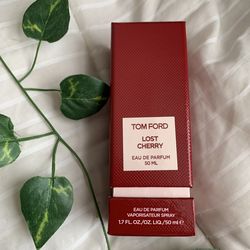 TOM FORD
LOST
CHERRY
EAU DE PARFUM
50 ML
EAU DE PARFUM
VAPORISATEUR SPRAY
1.7 FL.OZ./OZ.LIQ./50 ml ℮